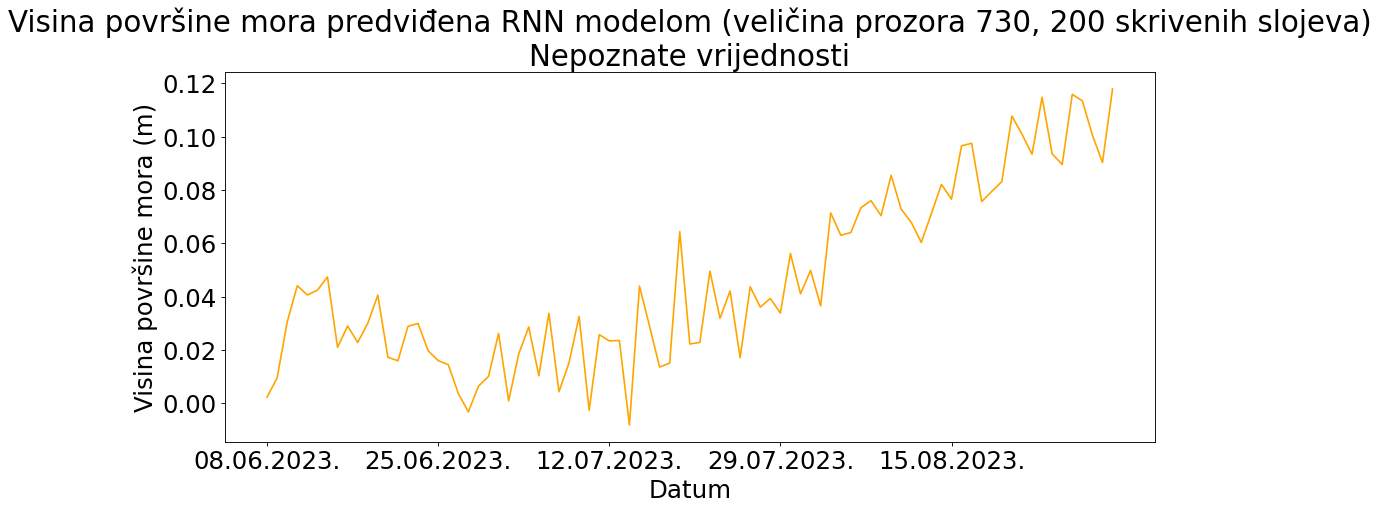 Visina površine mora predviđena RNN modelom (veličina prozora 730, 200 skrivenih slojeva)
Nepoznate vrijednosti
Visina površine mora (m)
0.12
0.10
0.08
0.06
0.04
0.02
0.00
08.06.2023. 25.06.2023. 12.07.2023. 29.07.2023. 15.08.2023.
Datum